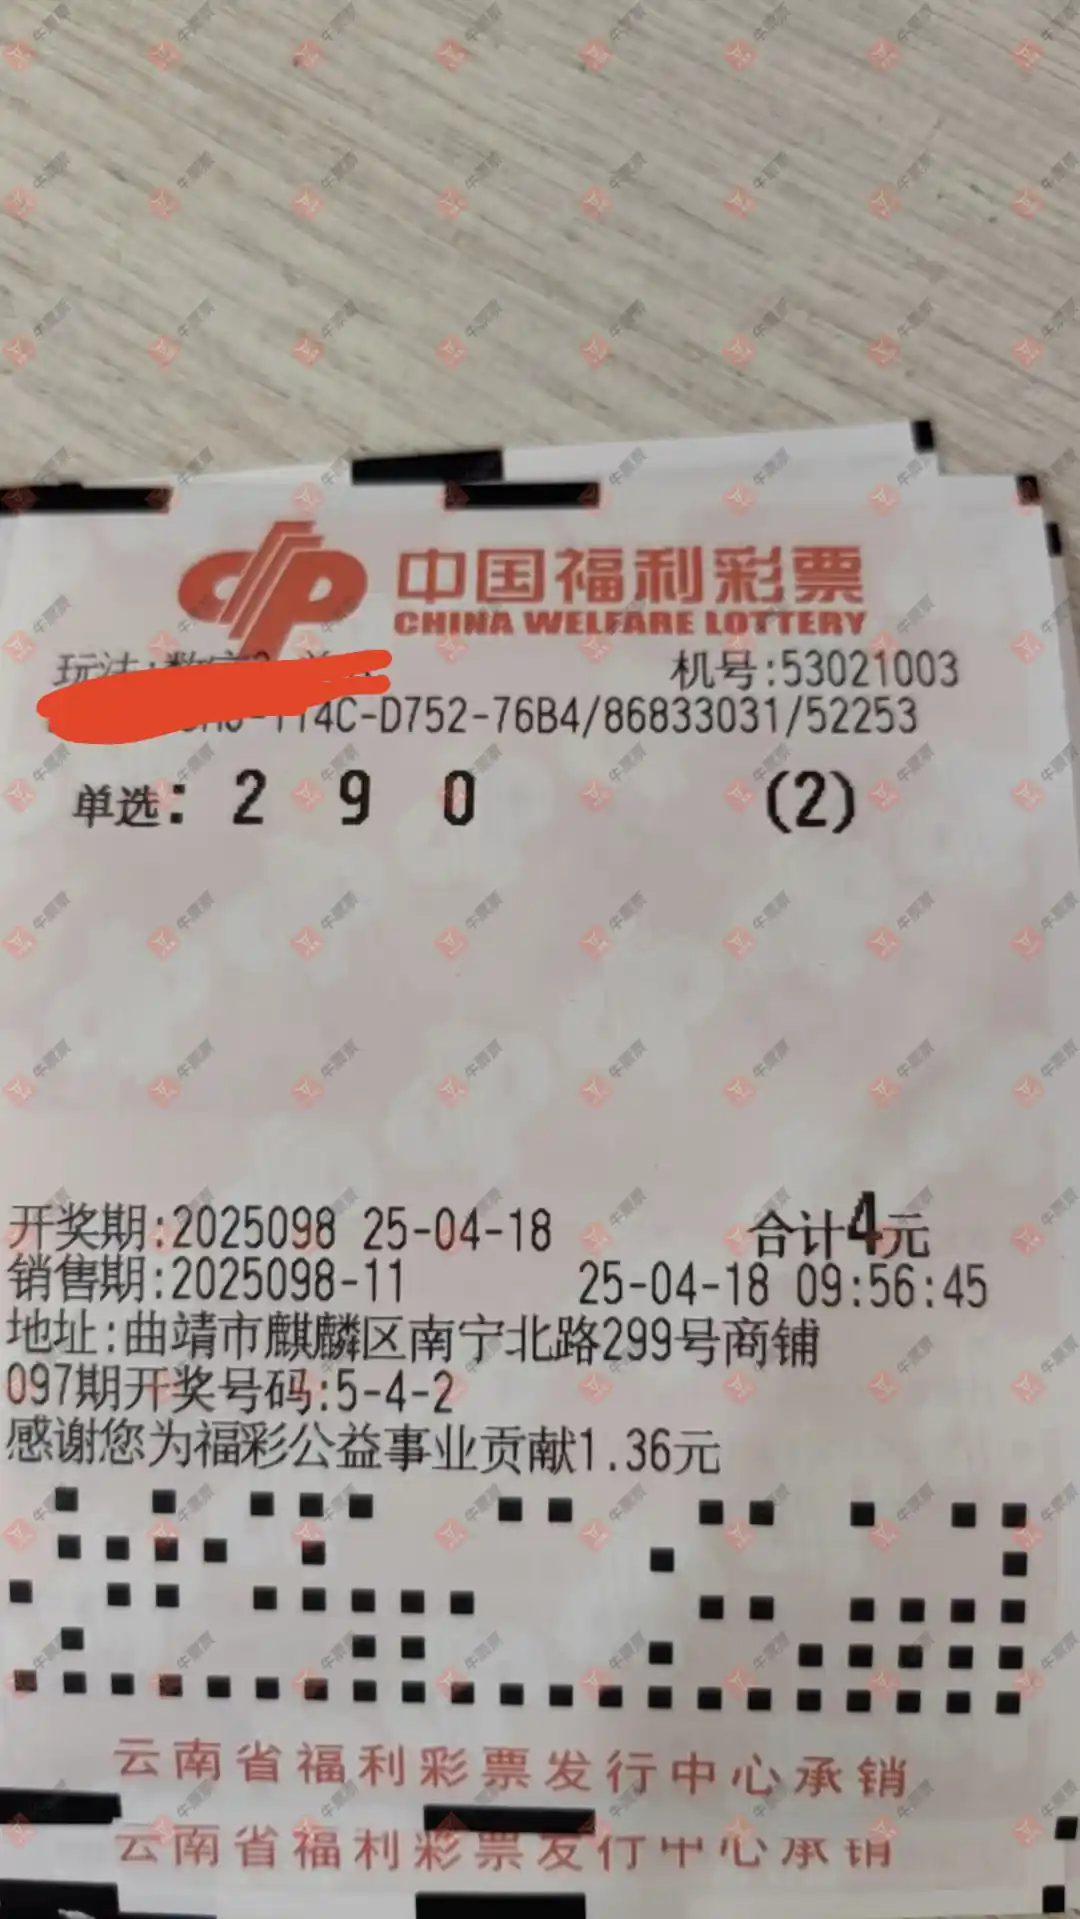 中国福利彩票
CHINA WELFARE LOTTERY
玩法: 机号:53021003
114C-D752-76B4/86833031/52253
单选: 2 9 0 (2)
开奖期:2025098 25-04-18 合计4元
销售期:2025098-11 25-04-18 09:56:45
地址:曲靖市麒麟区南宁北路299号商铺
097期开奖号码:5-4-2
感谢您为福彩公益事业贡献1.36元
云南省福利彩票发行中心承销
云南省福利彩票发行中心承销